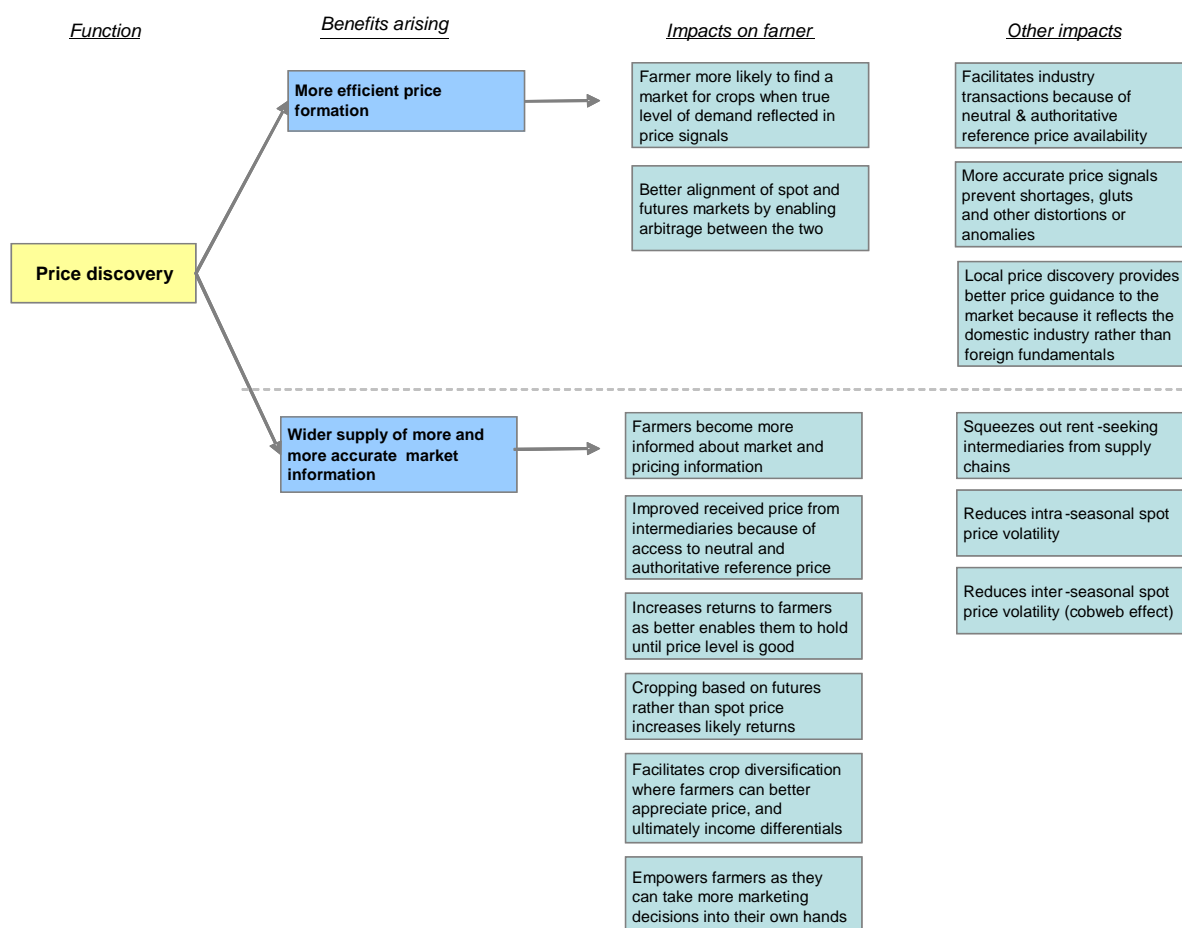 Function
Benefits arising
Impacts on farner
Other impacts
Price discovery
More efficient price
formation
Farmer more likely to find a
market for crops when true
level of demand reflected in
price signals
Better alignment of spot and
futures markets by enabling
arbitrage between the two
Facilitates industry
transactions because of
neutral & authoritative
reference price availability
More accurate price signals
prevent shortages, gluts
and other distortions or
anomalies
Local price discovery provides
better price guidance to the
market because it reflects the
domestic industry rather than
foreign fundamentals
Wider supply of more and
more accurate market
information
Farmers become more
informed about market and
pricing information
Improved received price from
intermediaries because of
access to neutral and
authoritative reference price
Increases returns to farmers
as better enables them to hold
until price level is good
Cropping based on futures
rather than spot price
increases likely returns
Facilitates crop diversification
where farmers can better
appreciate price, and
ultimately income differentials
Empowers farmers as they
can take more marketing
decisions into their own hands
Squeezes out rent -seeking
intermediaries from supply
chains
Reduces intra -seasonal spot
price volatility
Reduces inter -seasonal spot
price volatility (cobweb effect)